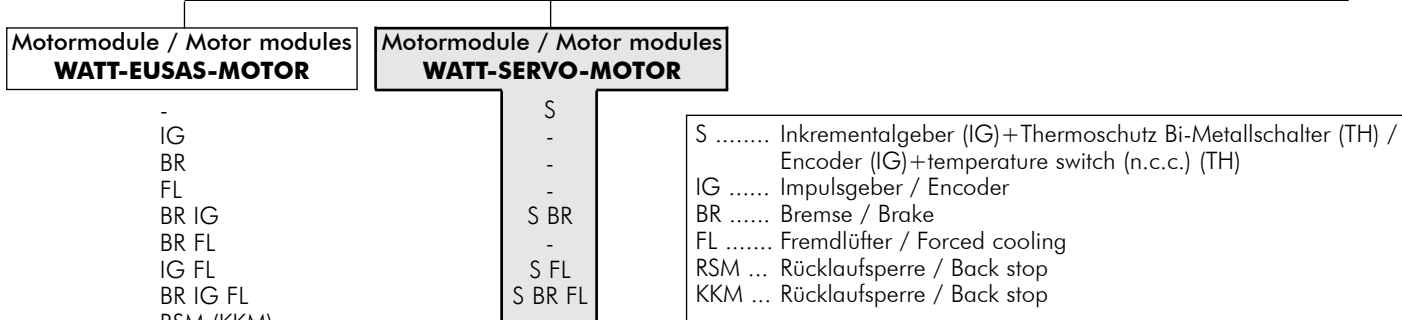 Motormodule / Motor modules
WATT-EUSAS-MOTOR
-
IG
BR
FL
BR IG
BR FL
IG FL
BR IG FL
RSM (KKM)
Motormodule / Motor modules
WATT-SERVO-MOTOR
S
-
-
-
S BR
-
S FL
S BR FL
S ........ Inkrementalgeber (IG)+Thermoschutz Bi-Metallschalter (TH) /
Encoder (IG)+temperature switch (n.c.c.) (TH)
IG ...... Impulsgeber / Encoder
BR ...... Bremse / Brake
FL ....... Fremdlüfter / Forced cooling
RSM ... Rücklaufsperre / Back stop
KKM ... Rücklaufsperre / Back stop